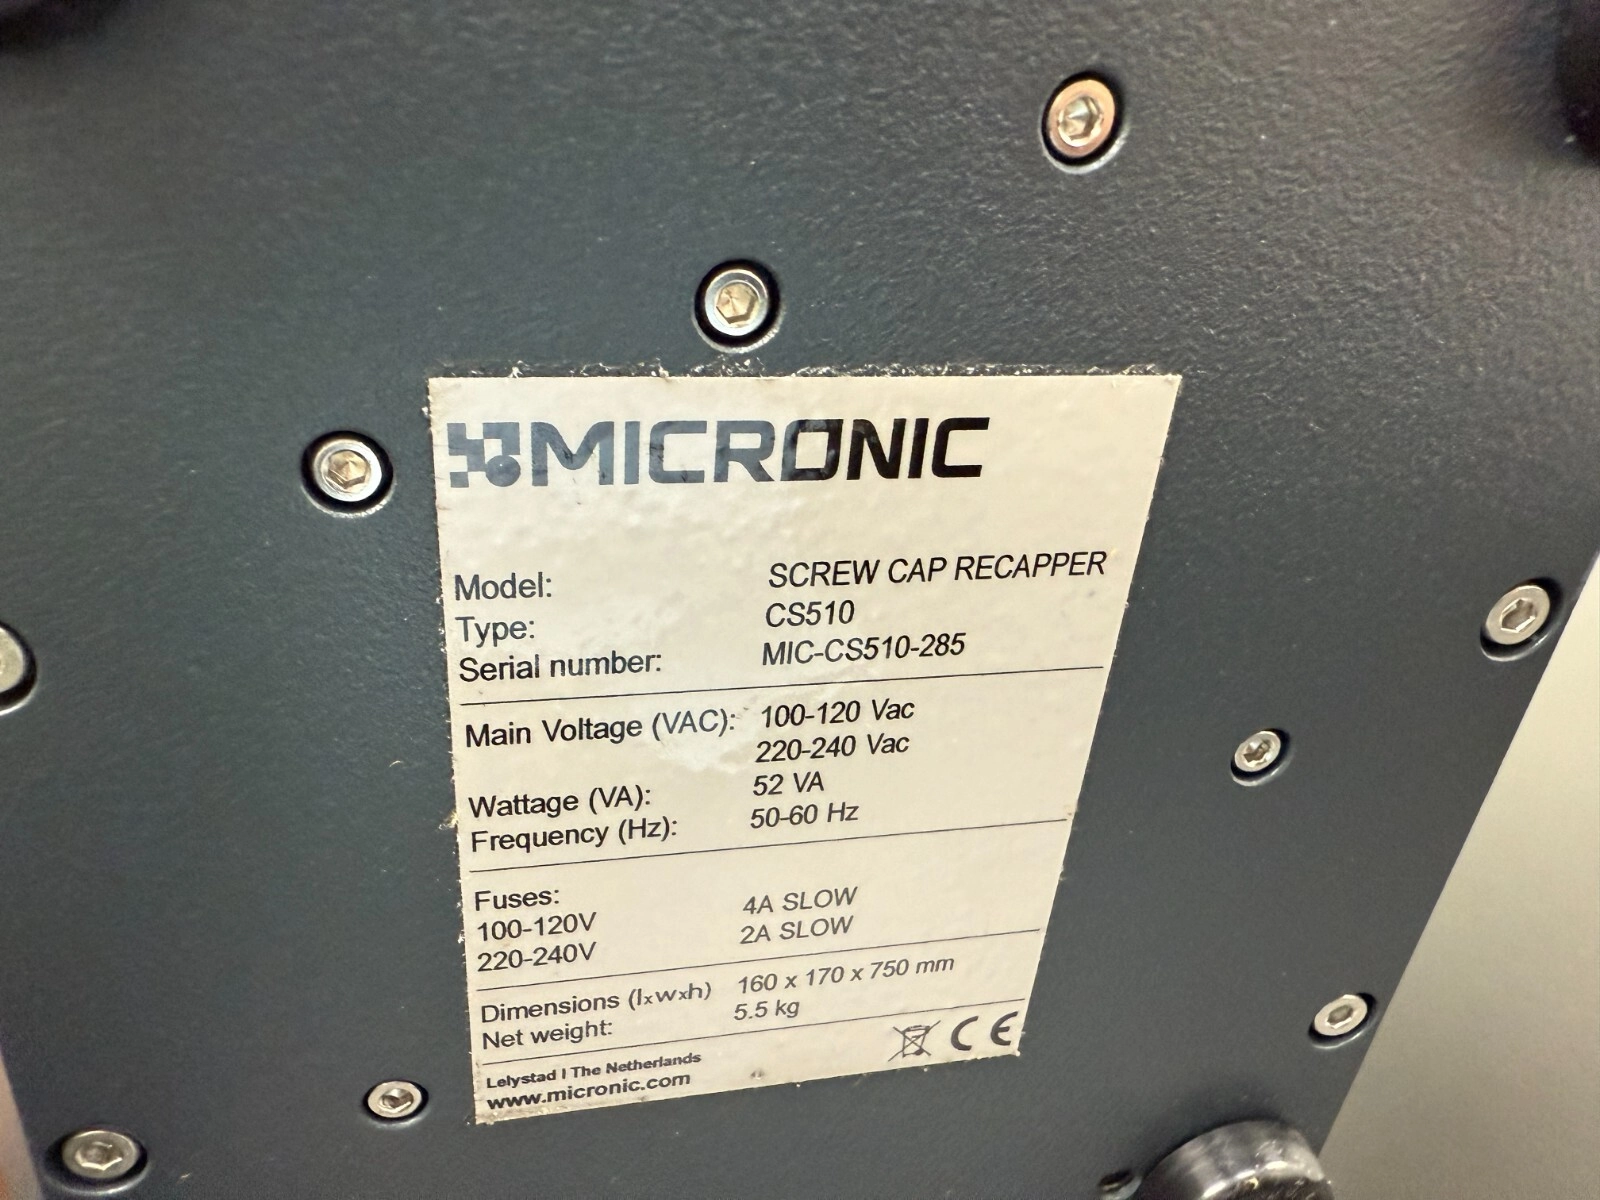 MICRONIC
Model: SCREW CAP RECAPPER
Type: CS510
Serial number: MIC-CS510-285
Main Voltage (VAC): 100-120 Vac
220-240 Vac
Wattage (VA): 52 VA
Frequency (Hz): 50-60 Hz
Fuses:
100-120V 4A SLOW
220-240V 2A SLOW
Dimensions (lxwxh) 160 x 170 x 750 mm
Net weight: 5.5 kg
Lelystad | The Netherlands
www.micronic.com
CE